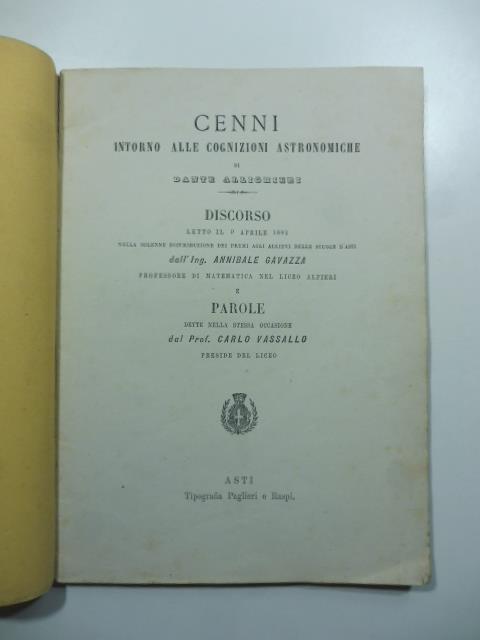 CENNI
INTORNO ALLE COGNIZIONI ASTRONOMICHE
DI
DANTE ALLIGHIERI
DISCORSO
LETTO IL 9 APRILE 1882
NELLA SOLENNE DISTRIBUZIONE DEI PREMI AGLI ALLIEVI DELLE SCUOLE D'ASTI
dall'Ing. ANNIBALE GAVAZZA
PROFESSORE DI MATEMATICA NEL LICEO ALFIERI
E
PAROLE
DETTE NELLA STESSA OCCASIONE
dal Prof. CARLO VASSALLO
PRESIDE DEL LICEO
ASTI
Tipografia Paglieri e Raspi.